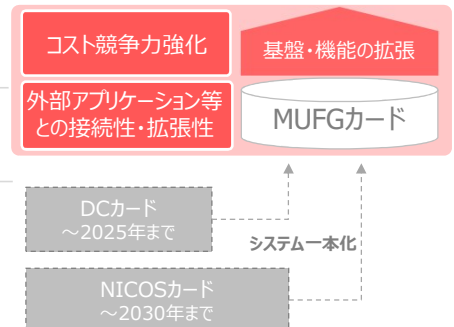 コスト競争力強化
基盤・機能の拡張
外部アプリケーション等
との接続性・拡張性
MUFGカード
DCカード
～2025年まで
システム一本化
NICOSカード
～2030年まで